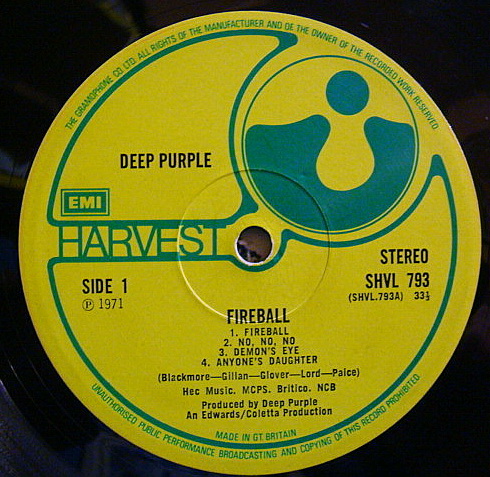 THE GRAMOPHONE CO. LTD. ALL RIGHTS OF THE MANUFACTURER AND OF THE OWNER OF THE RECORDED WORK RESERVED
DEEP PURPLE
EMI
HARVEST
STEREO
SIDE 1
SHVL 793
℗ 1971
(SHVL.793A) 33⅓
FIREBALL
1. FIREBALL
2. NO, NO, NO
3. DEMON'S EYE
4. ANYONE'S DAUGHTER
(Blackmore—Gillan—Glover—Lord—Paice)
Hec Music. MCPS. Britico. NCB
Produced by Deep Purple
An Edwards/Coletta Production
MADE IN GT. BRITAIN
UNAUTHORISED PUBLIC PERFORMANCE BROADCASTING AND COPYING OF THIS RECORD PROHIBITED